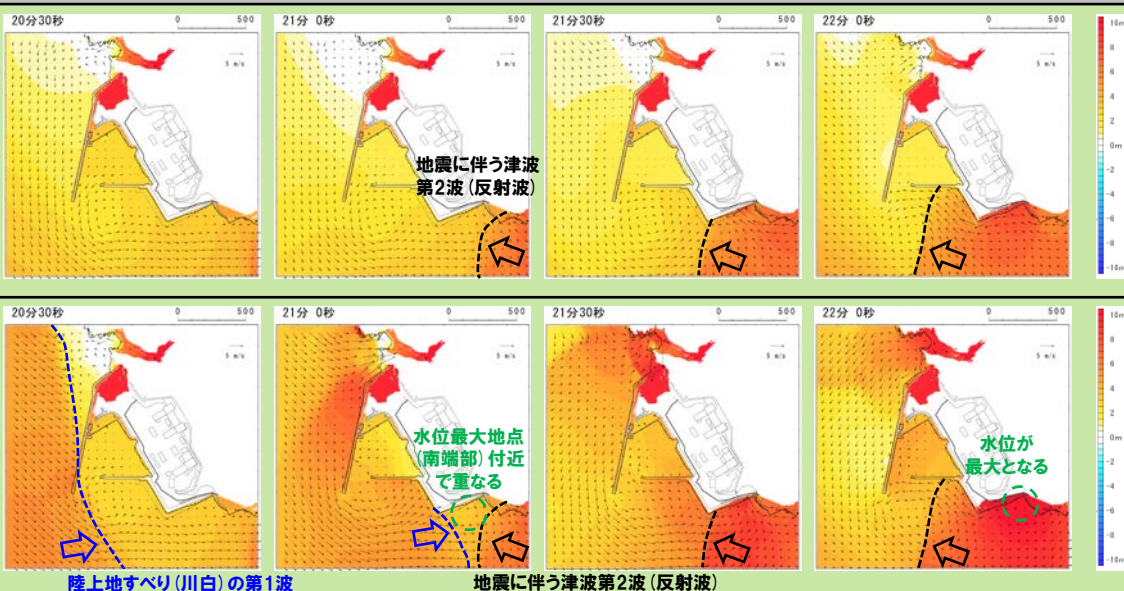 20分30秒
0 500
5 m/s
21分 0秒
0 500
5 m/s
地震に伴う津波
第2波(反射波)
21分30秒
0 500
5 m/s
22分 0秒
0 500
5 m/s
10m
8
6
4
2
0m
-2
-4
-6
-8
-10m
20分30秒
0 500
5 m/s
21分 0秒
0 500
5 m/s
水位最大地点
(南端部)付近
で重なる
21分30秒
0 500
5 m/s
22分 0秒
0 500
5 m/s
水位が
最大となる
10m
8
6
4
2
0m
-2
-4
-6
-8
-10m
陸上地すべり(川白)の第1波
地震に伴う津波第2波(反射波)